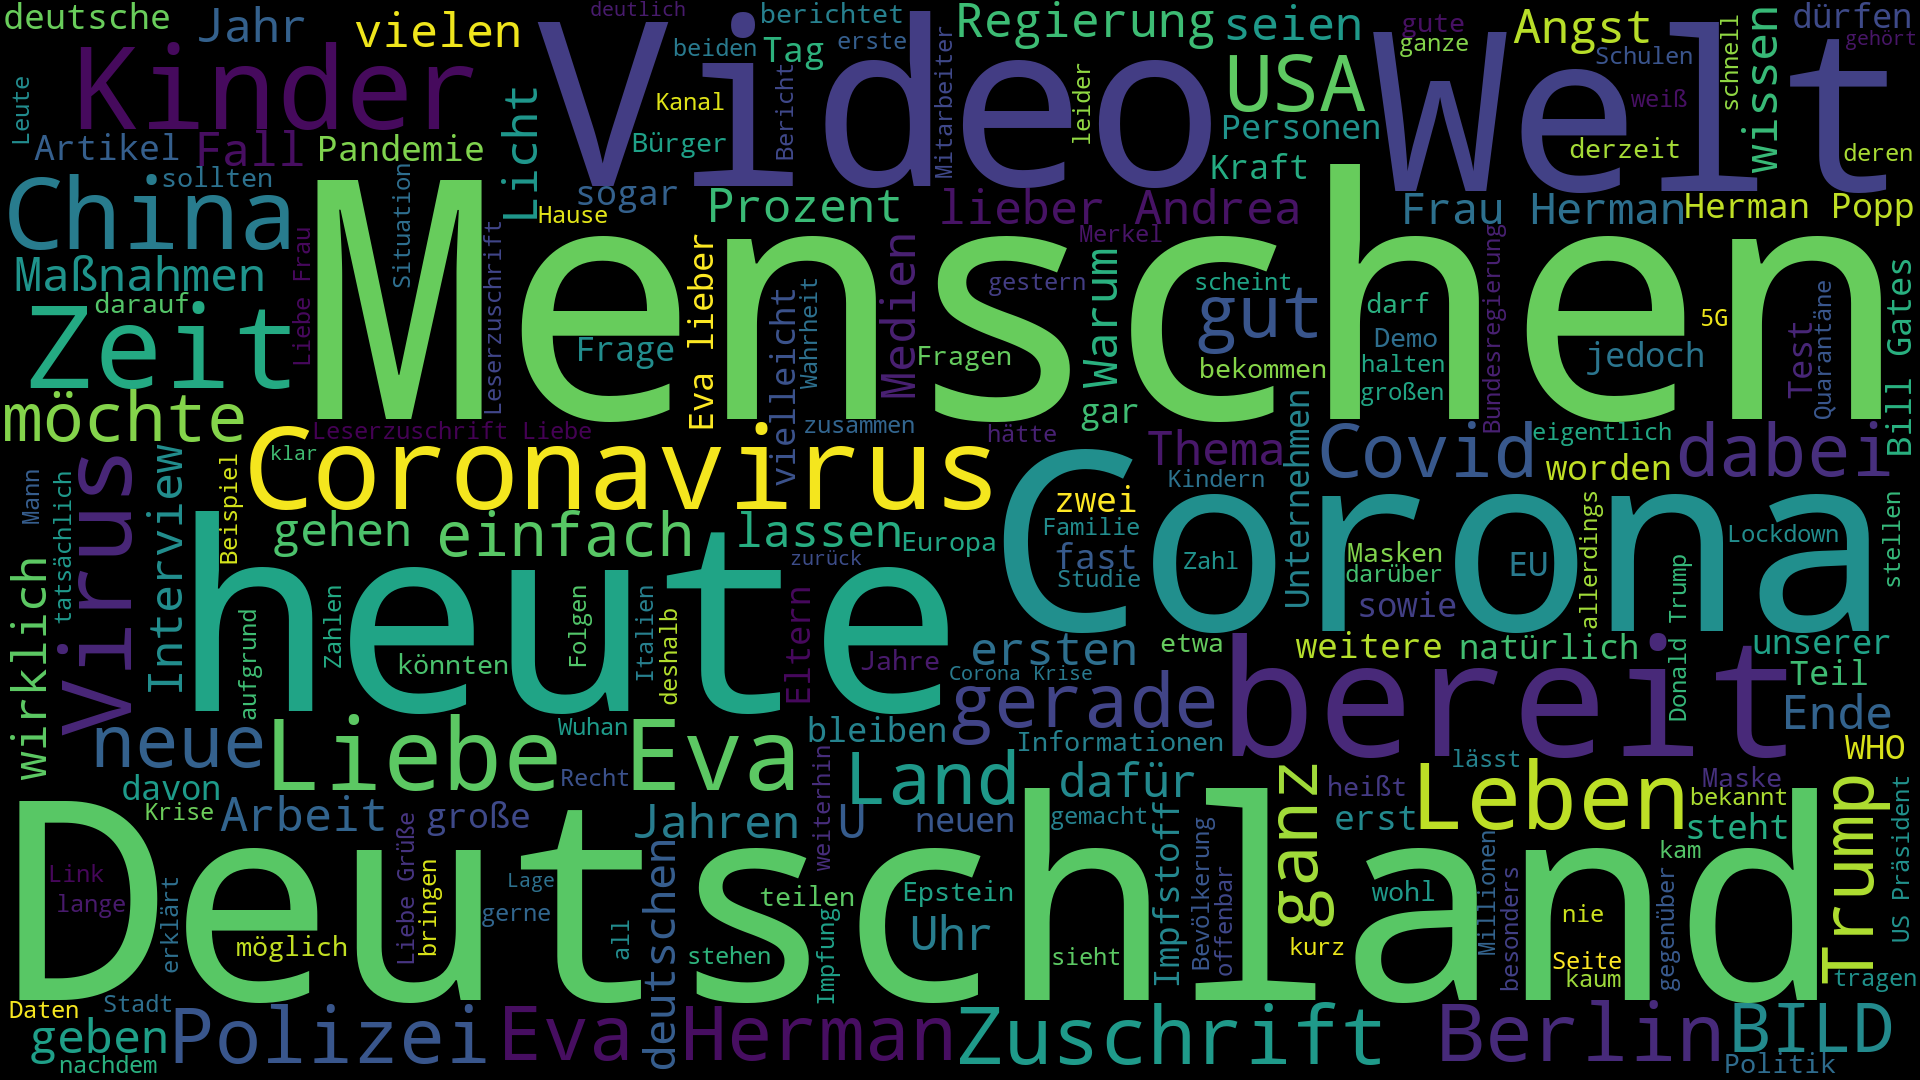 deutsche
Jahr
vielen
deutlich
berichtet
Regierung
seien
gute
Angst
dürfen
Kinder
Video
beiden
Tag
erste
Mitarbeiter
USA
ganze
Welt
Schulen
schnell
wissen
gehört
Leute
Licht
Kanal
Bericht
leider
weiß
Artikel
Fall
Pandemie
Bürger
Personen
derzeit
deren
China
sollten
Situation
sogar
Kraft
Hause
Prozent
lieber Andrea
Frau Herman
Herman Popp
Maßnahmen
Liebe Frau
Leserzuschrift
Menschen
Eva lieber
Merkel
Warum
Bundesregierung
darauf
Medien
gestern
scheint
gut
darf
5G
Quarantäne
Bill Gates
Zeit
Frage
vielleicht
Wahrheit
Fragen
Demo
halten
jedoch
Test
bekommen
großen
möchte
gar
Leserzuschrift Liebe
zusammen
hätte
Covid
eigentlich
dabei
klar
Coronavirus
Thema
worden
Virus
Interview
Beispiel
Mann
tatsächlich
Kindern
Unternehmen
zwei
Corona
allerdings
stellen
gehen
einfach
lassen
Europa
Familie
fast
Studie
Zahl
Masken
darüber
EU
Lockdown
wirklich
heute
zurück
sowie
Donald Trump
aufgrund
Zahlen
Folgen
Italien
deshalb
Eltern
könnten
Jahre
ersten
etwa
weitere
natürlich
unserer
Corona Krise
bereit
Teil
neue
Liebe
Wuhan
Eva
bleiben
gerade
Informationen
Ende
WHO
davon
Recht
weiterhin
Land
dafür
ganz
lässt
heißt
Leben
Maske
bekannt
Krise
Arbeit
große
Jahren
U
neuen
gemacht
erst
steht
Trump
US Präsident
Deutschland
Link
lange
erklärt
Liebe Grüße
bringen
Lage
gerne
all
deutschen
teilen
Impfung
Epstein
Impfstoff
Bevölkerung
offenbar
wohl
Millionen
besonders
kam
nie
gegenüber
möglich
stehen
Uhr
sieht
kurz
Seite
kaum
tragen
Daten
Stadt
geben
nachdem
Polizei
Eva Herman
Zuschrift
Berlin
BILD
Politik